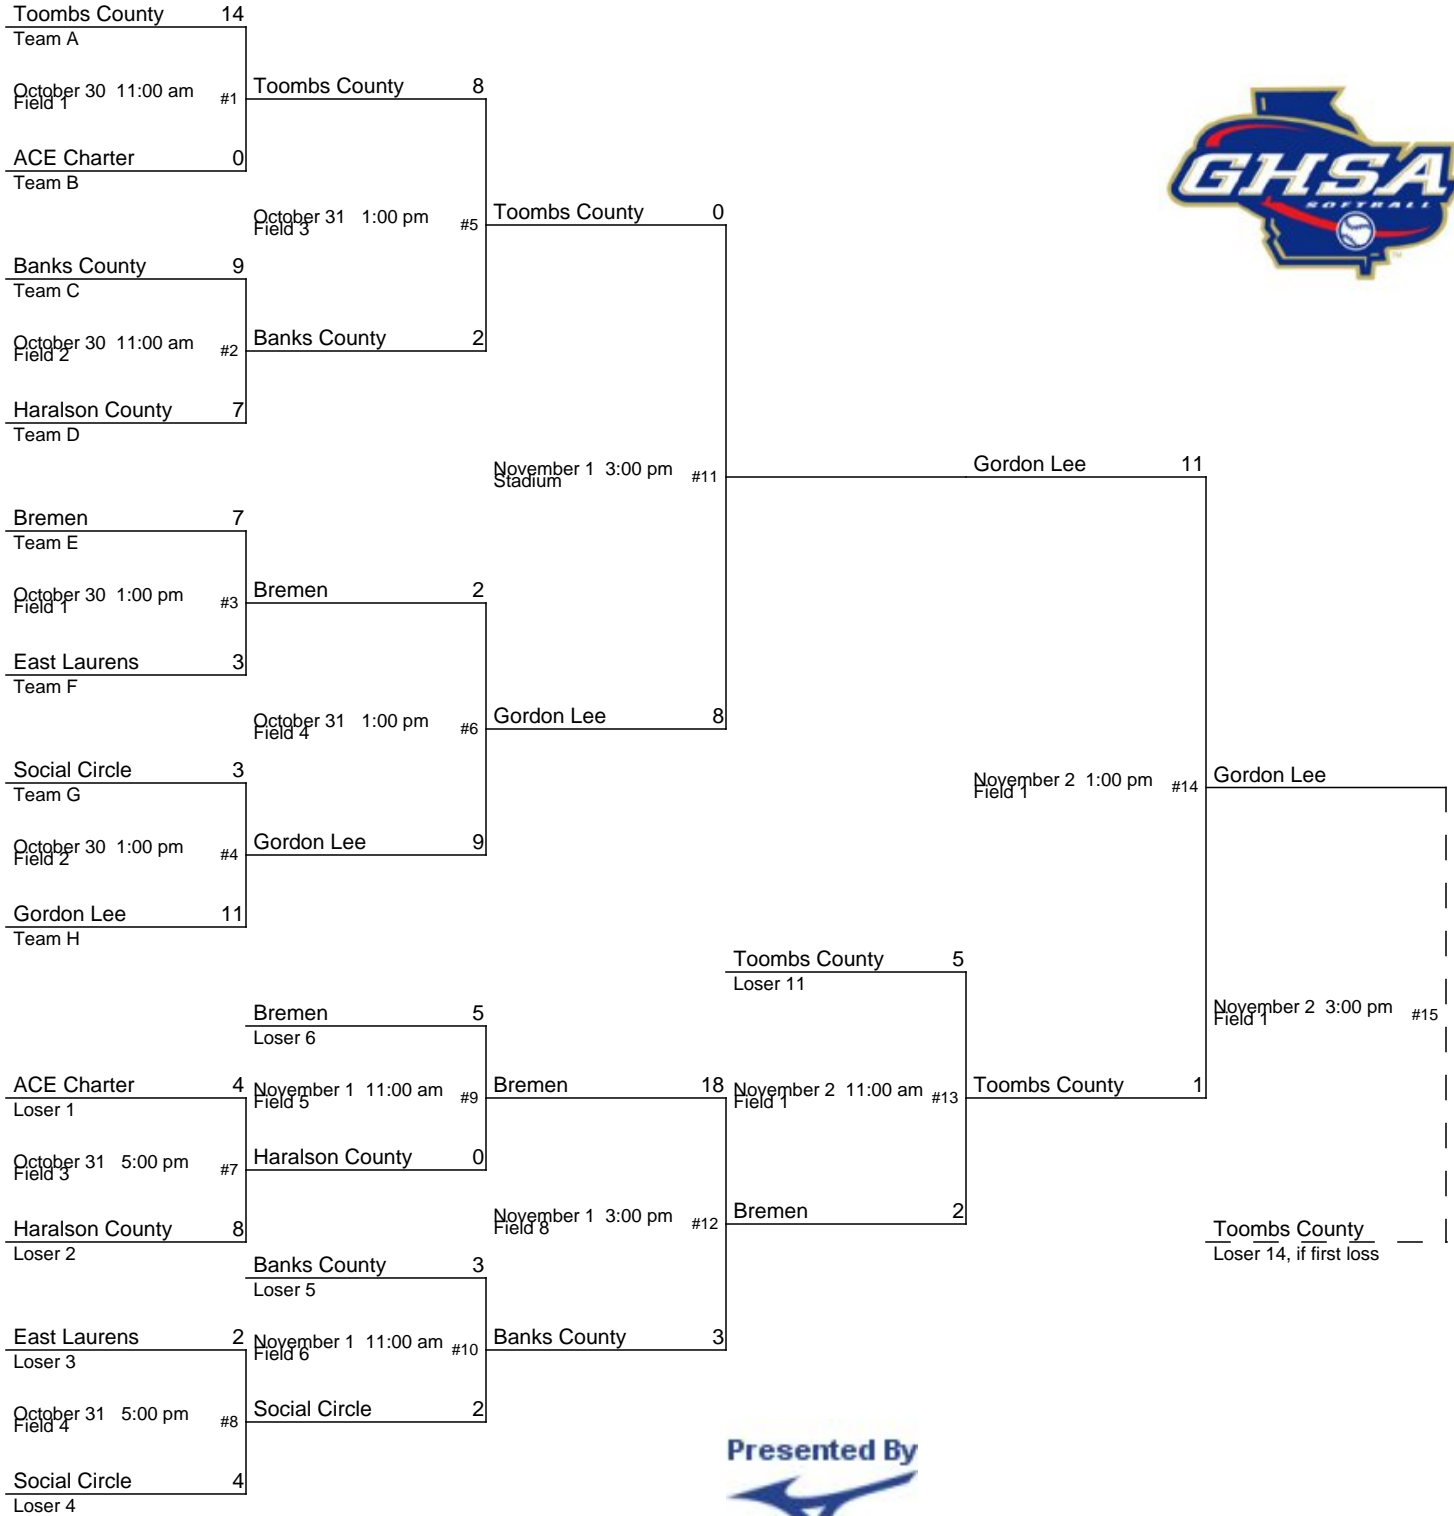 Toombs County 14
Team A
October 30 11:00 am
Field 1
#1
ACE Charter 0
Team B
Banks County 9
Team C
October 30 11:00 am
Field 2
#2
Haralson County 7
Team D
Bremen 7
Team E
October 30 1:00 pm
Field 1
#3
East Laurens 3
Team F
Social Circle 3
Team G
October 30 1:00 pm
Field 2
#4
Gordon Lee 11
Team H
ACE Charter 4
Loser 1
October 31 5:00 pm
Field 3
#7
Haralson County 8
Loser 2
East Laurens 2
Loser 3
October 31 5:00 pm
Field 4
#8
Social Circle 4
Loser 4
Toombs County 8
October 31 1:00 pm
Field 3
#5
Banks County 2
Bremen 2
October 31 1:00 pm
Field 4
#6
Gordon Lee 9
Bremen 5
Loser 6
November 1 11:00 am
Field 5
#9
Haralson County 0
Banks County 3
Loser 5
November 1 11:00 am
Field 6
#10
Social Circle 2
Toombs County 0
November 1 3:00 pm
Stadium
#11
Gordon Lee 8
Bremen 18
November 1 3:00 pm
Field 8
#12
Banks County 3
Toombs County 5
Loser 11
November 2 11:00 am
Field 1
#13
Bremen 2
Gordon Lee 11
November 2 1:00 pm
Field 1
#14
Toombs County 1
Gordon Lee
November 2 3:00 pm
Field 1
#15
Toombs County
Loser 14, if first loss
GHSA
SOFTBALL
TM
Presented By